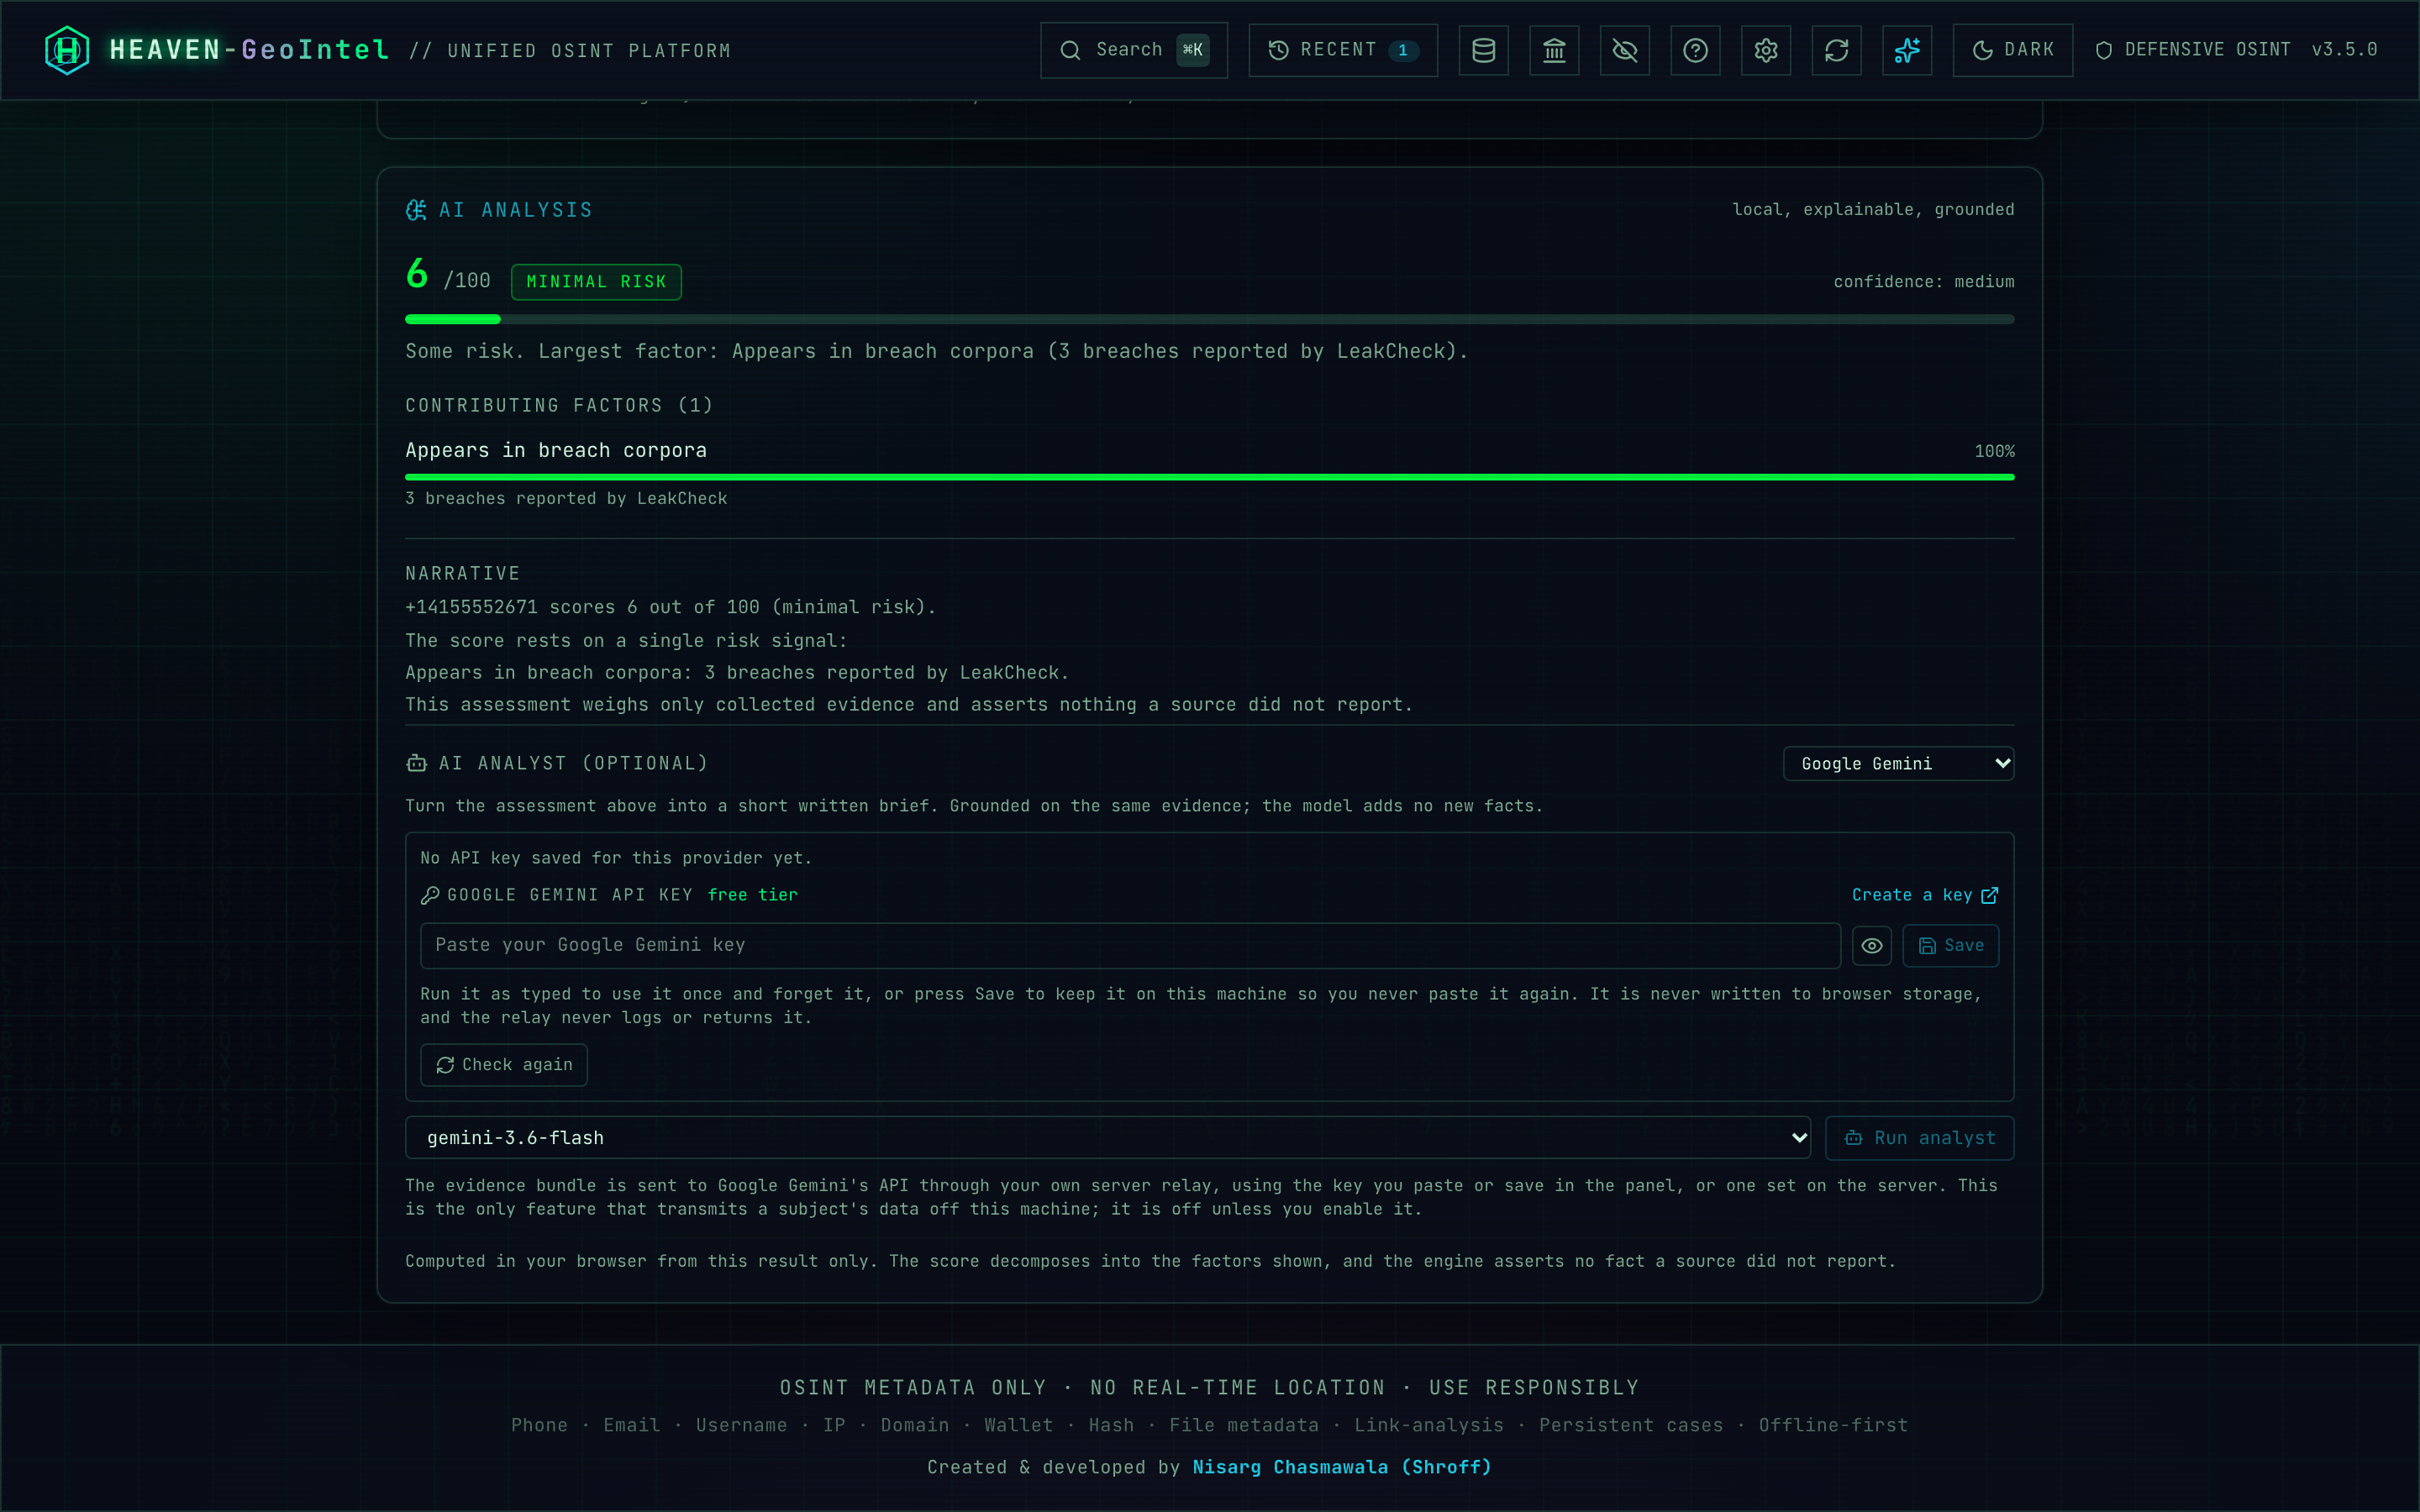 HEAVEN-GeoIntel // UNIFIED OSINT PLATFORM
Search ⌘K
RECENT 1
DARK
DEFENSIVE OSINT v3.5.0
AI ANALYSIS
local, explainable, grounded
6 /100 MINIMAL RISK
confidence: medium
Some risk. Largest factor: Appears in breach corpora (3 breaches reported by LeakCheck).
CONTRIBUTING FACTORS (1)
Appears in breach corpora
100%
3 breaches reported by LeakCheck
NARRATIVE
+14155552671 scores 6 out of 100 (minimal risk).
The score rests on a single risk signal:
Appears in breach corpora: 3 breaches reported by LeakCheck.
This assessment weighs only collected evidence and asserts nothing a source did not report.
AI ANALYST (OPTIONAL)
Google Gemini
Turn the assessment above into a short written brief. Grounded on the same evidence; the model adds no new facts.
No API key saved for this provider yet.
GOOGLE GEMINI API KEY free tier
Create a key
Paste your Google Gemini key
Save
Run it as typed to use it once and forget it, or press Save to keep it on this machine so you never paste it again. It is never written to browser storage,
and the relay never logs or returns it.
Check again
gemini-3.6-flash
Run analyst
The evidence bundle is sent to Google Gemini's API through your own server relay, using the key you paste or save in the panel, or one set on the server. This
is the only feature that transmits a subject's data off this machine; it is off unless you enable it.
Computed in your browser from this result only. The score decomposes into the factors shown, and the engine asserts no fact a source did not report.
OSINT METADATA ONLY · NO REAL-TIME LOCATION · USE RESPONSIBLY
Phone · Email · Username · IP · Domain · Wallet · Hash · File metadata · Link-analysis · Persistent cases · Offline-first
Created & developed by Nisarg Chasmawala (Shroff)